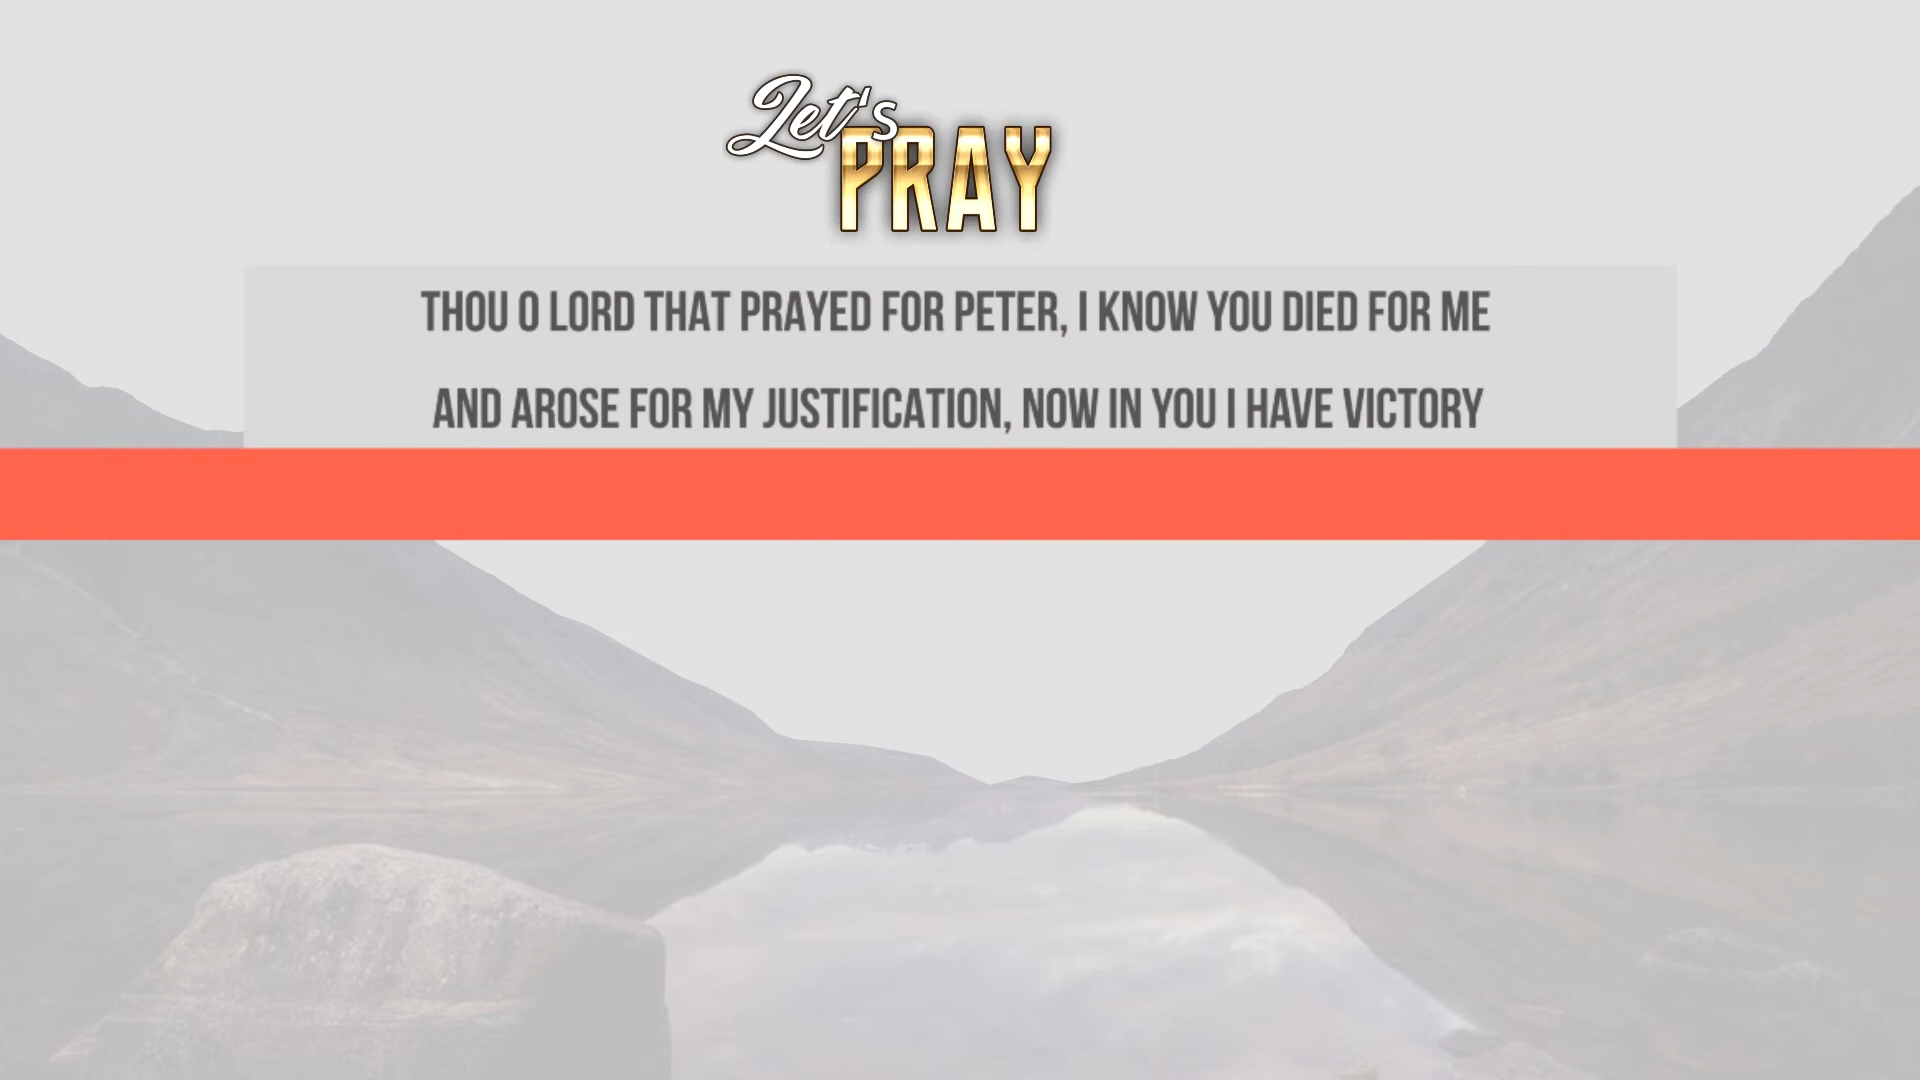 Let's
PRAY
THOU O LORD THAT PRAYED FOR PETER, I KNOW YOU DIED FOR ME
AND AROSE FOR MY JUSTIFICATION, NOW IN YOU I HAVE VICTORY